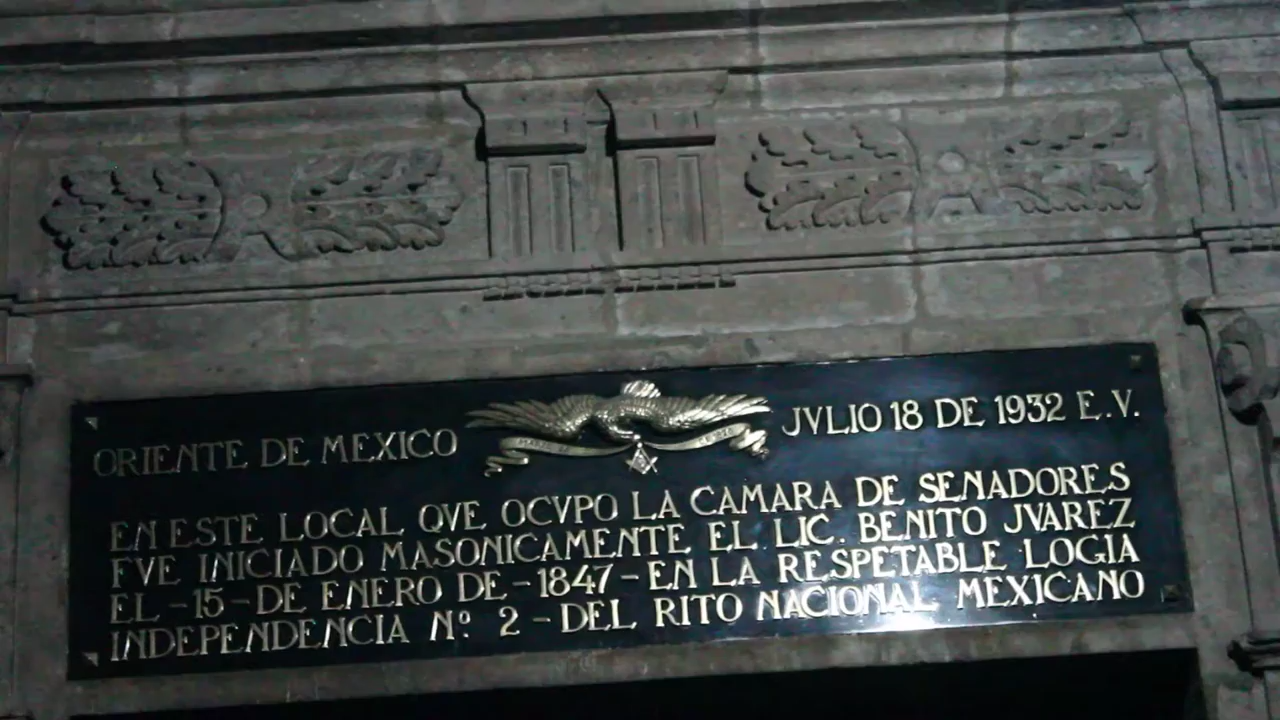 ORIENTE DE MEXICO
JVLIO 18 DE 1932 E.V.
EN ESTE LOCAL QVE OCVPO LA CAMARA DE SENADORES
FVE INICIADO MASONICAMENTE EL LIC. BENITO JVAREZ
EL -15- DE ENERO DE -1847- EN LA RESPETABLE LOGIA
INDEPENDENCIA Nº. 2 - DEL RITO NACIONAL MEXICANO